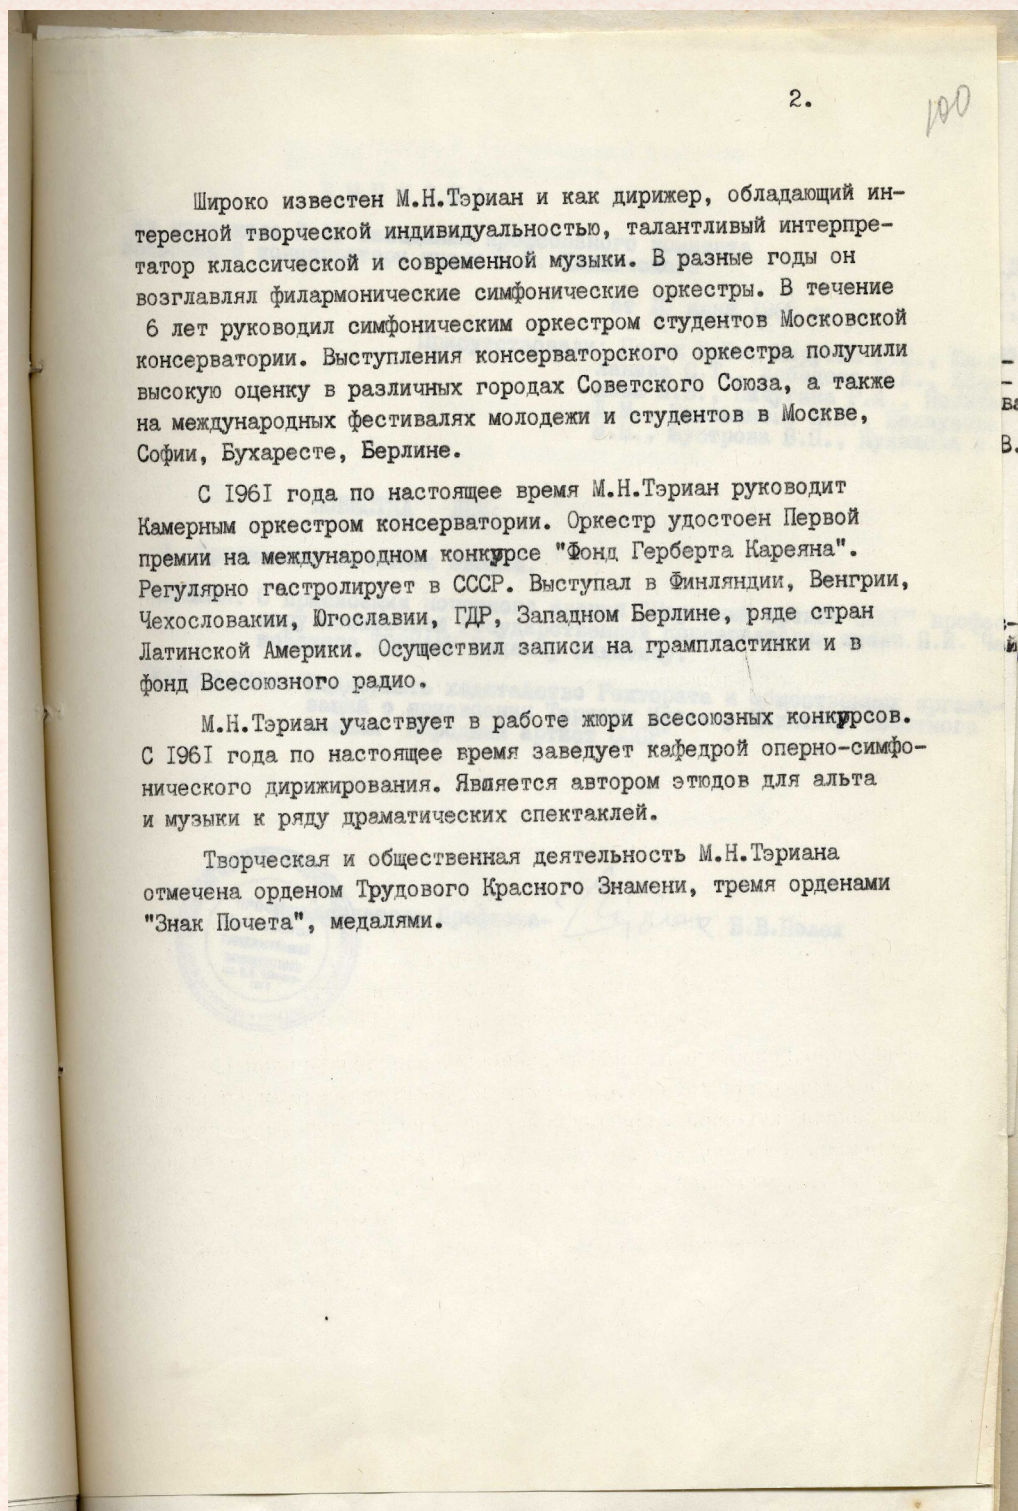 2.
100
Широко известен М.Н.Тэриан и как дирижер, обладающий ин-
тересной творческой индивидуальностью, талантливый интерпре-
татор классической и современной музыки. В разные годы он
возглавлял филармонические симфонические оркестры. В течение
6 лет руководил симфоническим оркестром студентов Московской
консерватории. Выступления консерваторского оркестра получили
высокую оценку в различных городах Советского Союза, а также
на международных фестивалях молодежи и студентов в Москве,
Софии, Бухаресте, Берлине.
С 1961 года по настоящее время М.Н.Тэриан руководит
Камерным оркестром консерватории. Оркестр удостоен Первой
премии на международном конкурсе "Фонд Герберта Кареяна".
Регулярно гастролирует в СССР. Выступал в Финляндии, Венгрии,
Чехословакии, Югославии, ГДР, Западном Берлине, ряде стран
Латинской Америки. Осуществил записи на грампластинки и в
фонд Всесоюзного радио.
М.Н.Тэриан участвует в работе жюри всесоюзных конкурсов.
С 1961 года по настоящее время заведует кафедрой оперно-симфо-
нического дирижирования. Является автором этюдов для альта
и музыки к ряду драматических спектаклей.
Творческая и общественная деятельность М.Н.Тэриана
отмечена орденом Трудового Красного Знамени, тремя орденами
"Знак Почета", медалями.